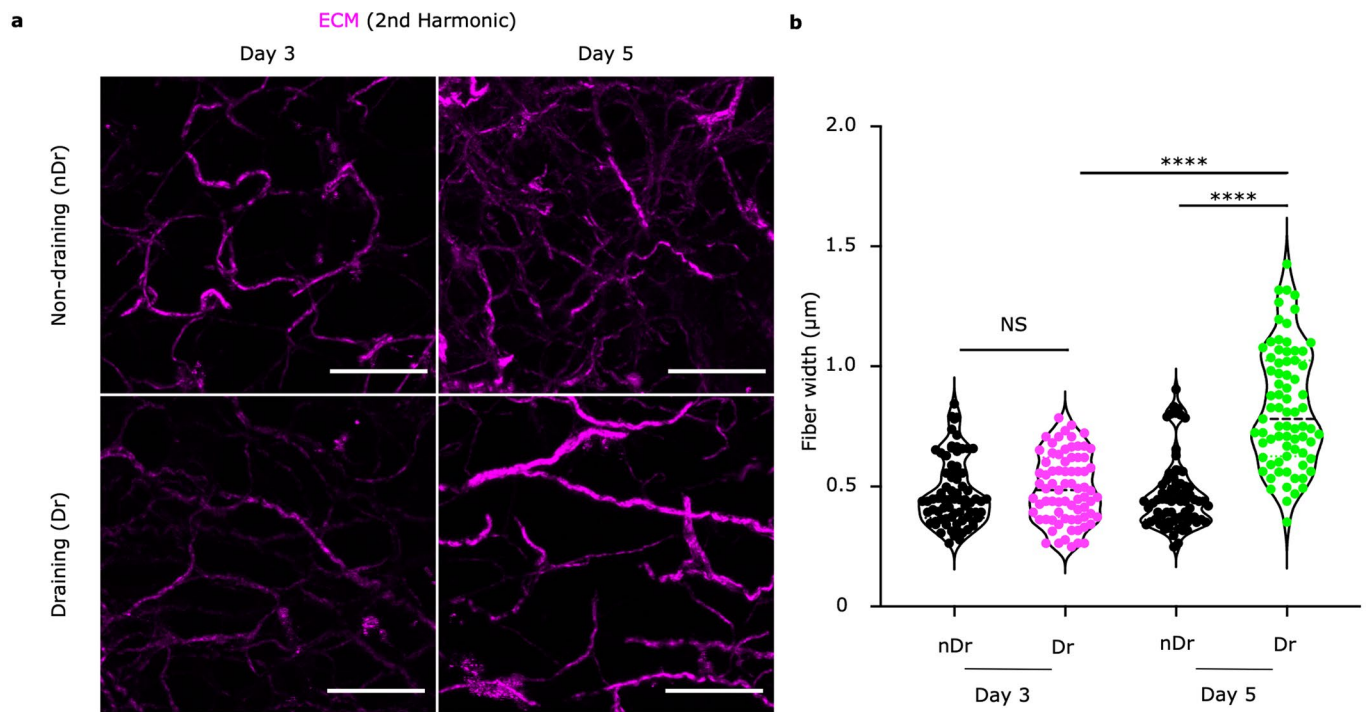 a
ECM (2nd Harmonic)
Day 3
Day 5
Non-draining (nDr)
Draining (Dr)
b
Fiber width (µm)
2.0
1.5
1.0
0.5
0
NS
****
****
nDr
Dr
nDr
Dr
Day 3
Day 5